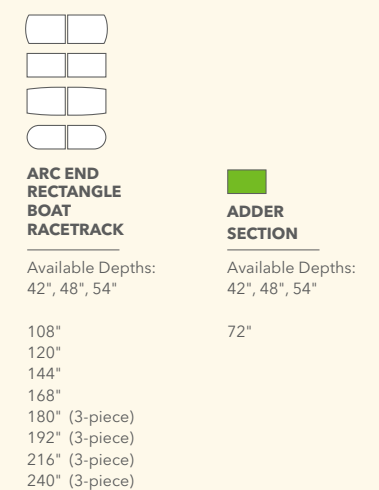 ARC END
RECTANGLE
BOAT
RACETRACK
Available Depths:
42", 48", 54"
108"
120"
144"
168"
180" (3-piece)
192" (3-piece)
216" (3-piece)
240" (3-piece)
ADDER
SECTION
Available Depths:
42", 48", 54"
72"